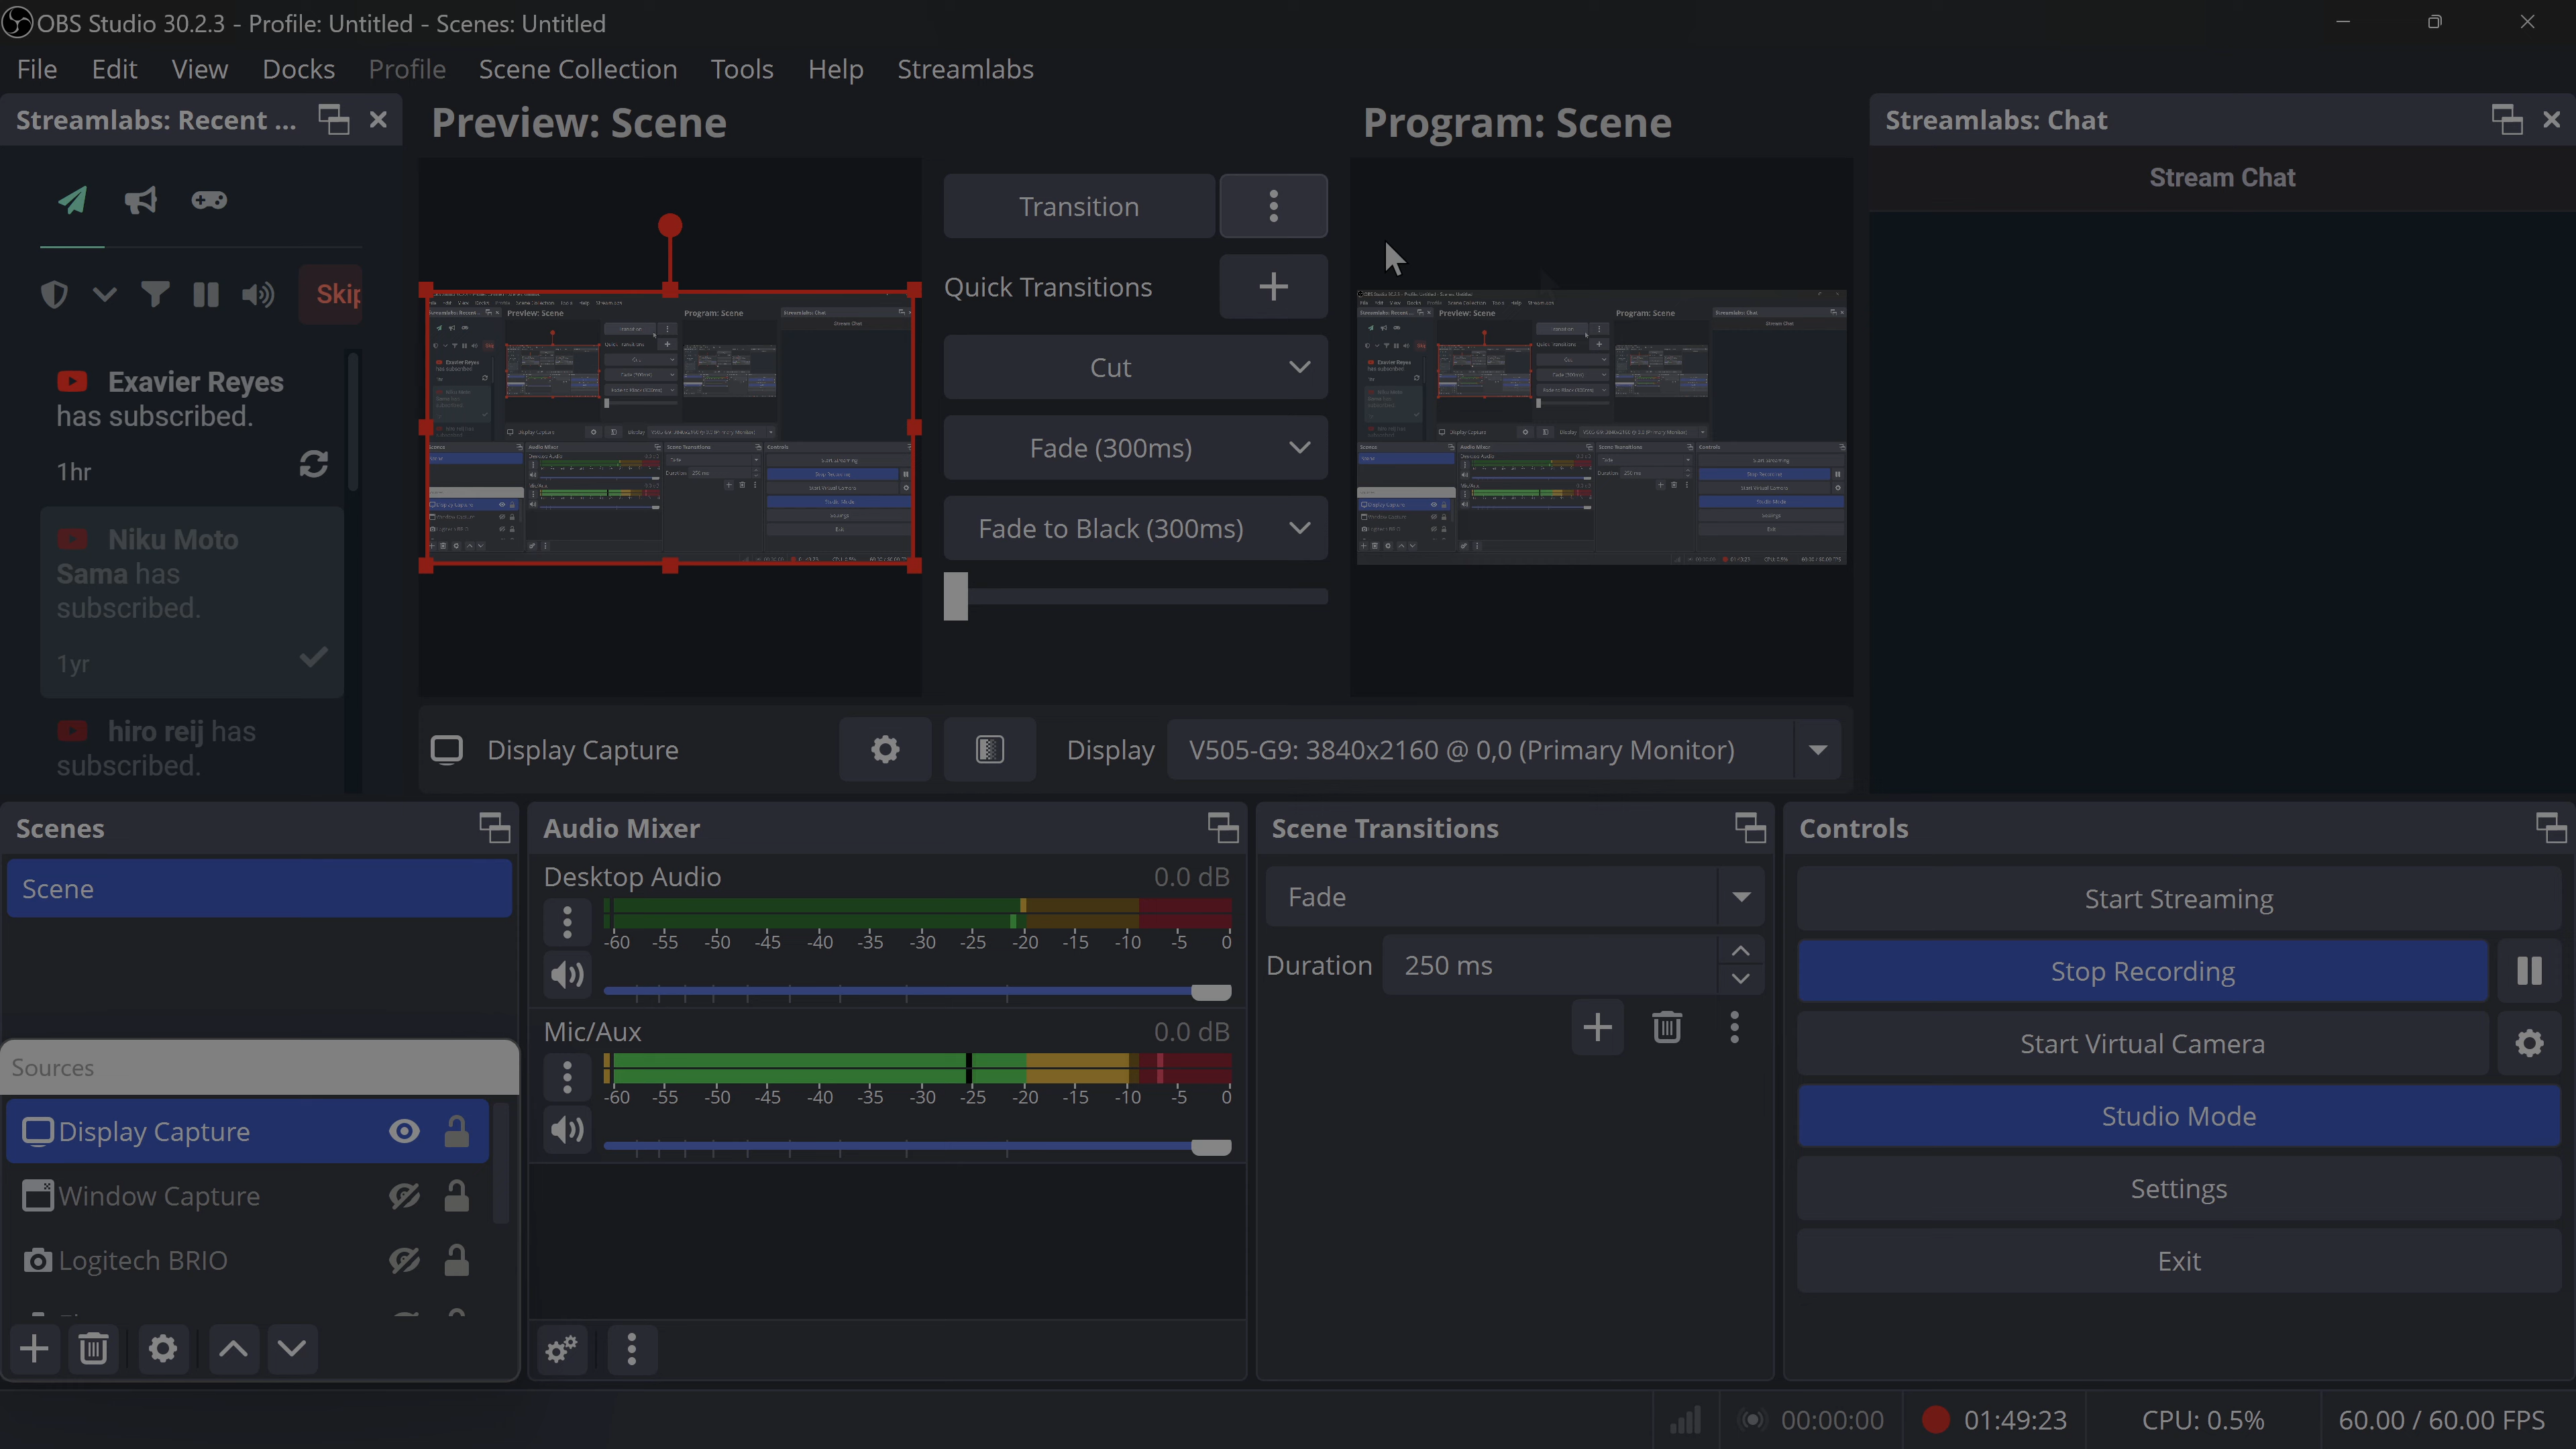 OBS Studio 30.2.3 - Profile: Untitled - Scenes: Untitled
File Edit View Docks Profile Scene Collection Tools Help Streamlabs
Streamlabs: Recent ...
Skip
Exavier Reyes
has subscribed.
1hr
Niku Moto
Sama has
subscribed.
1yr
hiro reij has
subscribed.
Preview: Scene
Transition
Quick Transitions
Cut
Fade (300ms)
Fade to Black (300ms)
Program: Scene
Streamlabs: Chat
Stream Chat
Display Capture
Display V505-G9: 3840x2160 @ 0,0 (Primary Monitor)
Scenes
Scene
Sources
Display Capture
Window Capture
Logitech BRIO
Audio Mixer
Desktop Audio 0.0 dB
-60 -55 -50 -45 -40 -35 -30 -25 -20 -15 -10 -5 0
Mic/Aux 0.0 dB
-60 -55 -50 -45 -40 -35 -30 -25 -20 -15 -10 -5 0
Scene Transitions
Fade
Duration 250 ms
Controls
Start Streaming
Stop Recording
Start Virtual Camera
Studio Mode
Settings
Exit
00:00:00 01:49:23 CPU: 0.5% 60.00 / 60.00 FPS